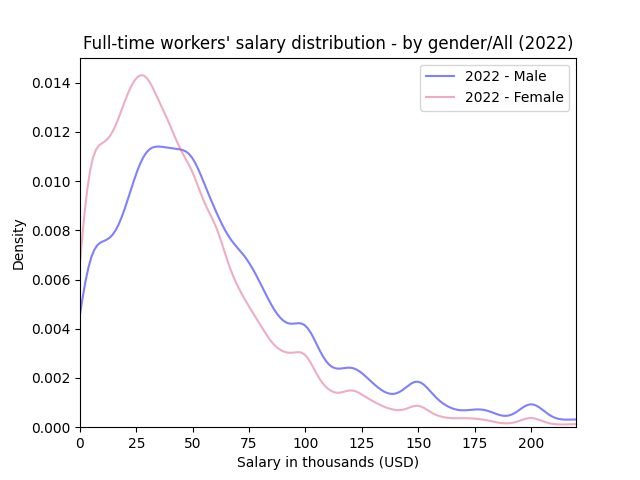 Full-time workers' salary distribution - by gender/All (2022)
2022 - Male
2022 - Female
Density
0.014
0.012
0.010
0.008
0.006
0.004
0.002
0.000
0 25 50 75 100 125 150 175 200
Salary in thousands (USD)